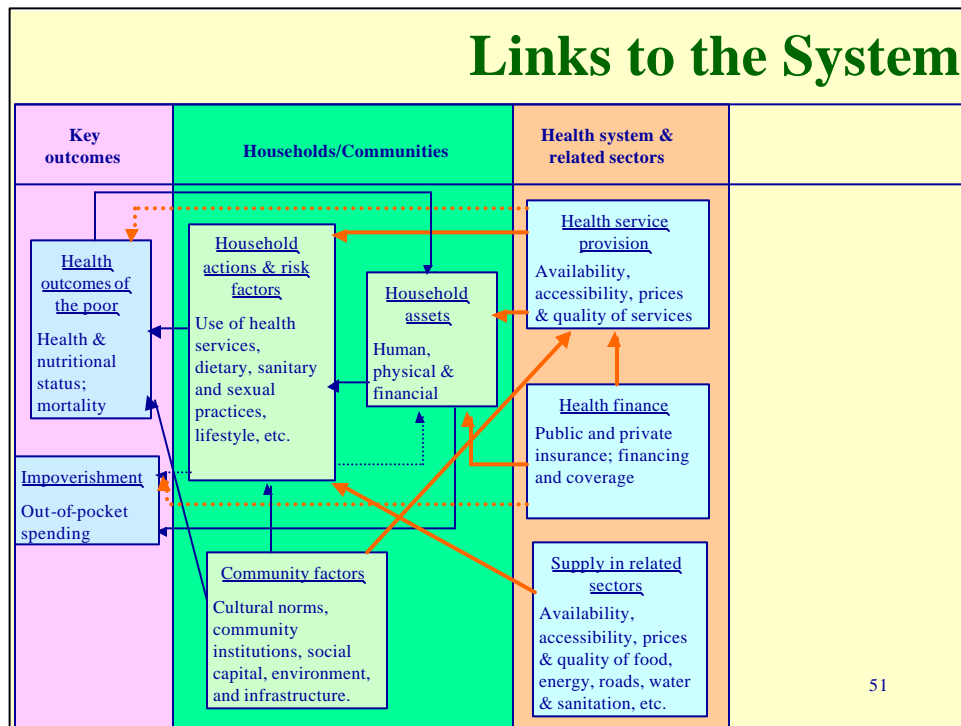 Links to the System
Key
outcomes
Households/Communities
Health system &
related sectors
Health
outcomes of
the poor
Health &
nutritional
status;
mortality
Impoverishment
Out-of-pocket
spending
Household
actions & risk
factors
Use of health
services,
dietary, sanitary
and sexual
practices,
lifestyle, etc.
Household
assets
Human,
physical &
financial
Community factors
Cultural norms,
community
institutions, social
capital, environment,
and infrastructure.
Health service
provision
Availability,
accessibility, prices
& quality of services
Health finance
Public and private
insurance; financing
and coverage
Supply in related
sectors
Availability,
accessibility, prices
& quality of food,
energy, roads, water
& sanitation, etc.
51